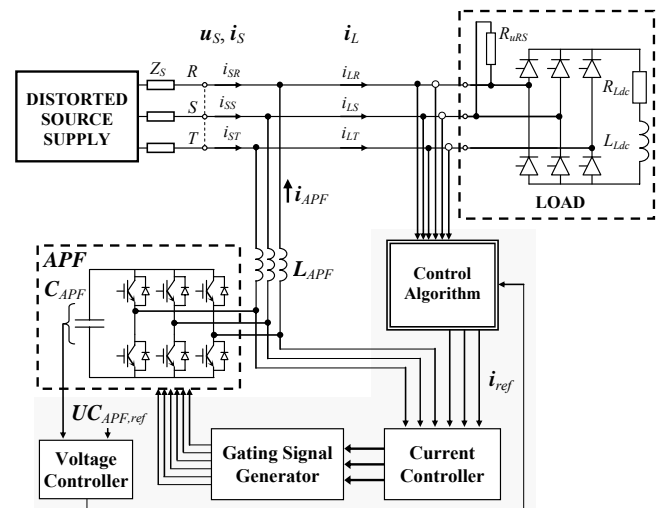 u_S, i_S
i_L
R_uRS
Z_S
R
i_SR
i_LR
DISTORTED
SOURCE
SUPPLY
S
i_SS
i_LS
T
i_ST
i_LT
R_Ldc
L_Ldc
LOAD
i_APF
APF
L_APF
C_APF
Control
Algorithm
i_ref
UC_APF,ref
Voltage
Controller
Gating Signal
Generator
Current
Controller